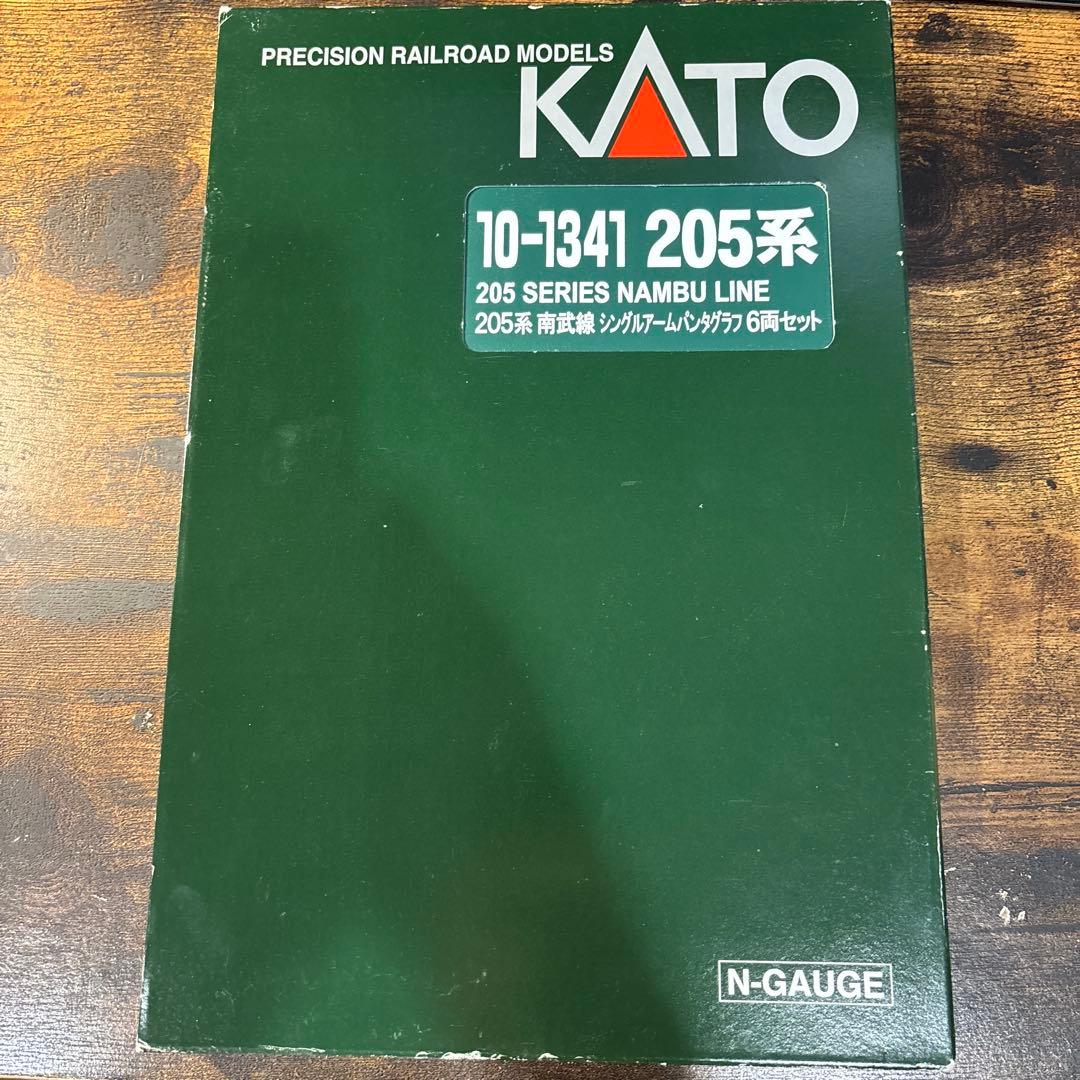 PRECISION RAILROAD MODELS
KATO
10-1341 205系
205 SERIES NAMBU LINE
205系 南武線 シングルアームパンタグラフ 6両セット
N-GAUGE